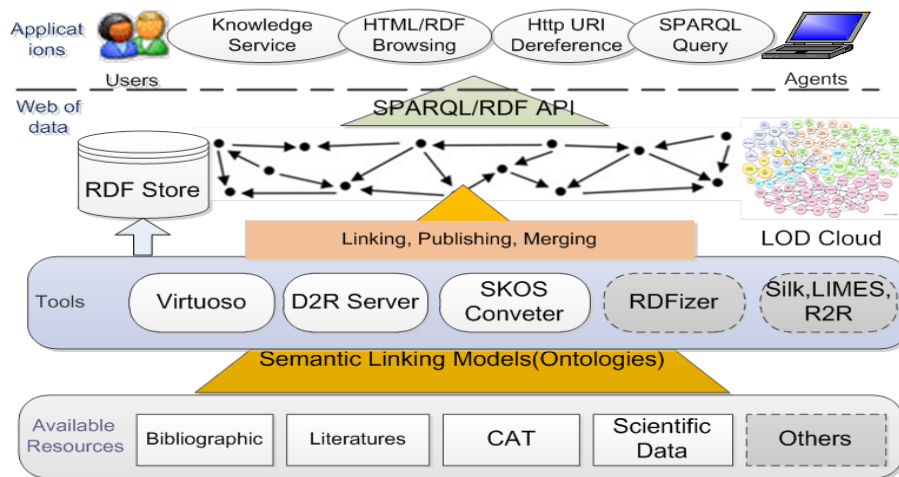 Applicat
ions
Knowledge
Service
HTML/RDF
Browsing
Http URI
Dereference
SPARQL
Query
Users
Agents
Web of
data
SPARQL/RDF API
RDF Store
LOD Cloud
Linking, Publishing, Merging
Tools
Virtuoso
D2R Server
SKOS
Conveter
RDFizer
Silk,LIMES,
R2R
Semantic Linking Models(Ontologies)
Available
Resources
Bibliographic
Literatures
CAT
Scientific
Data
Others